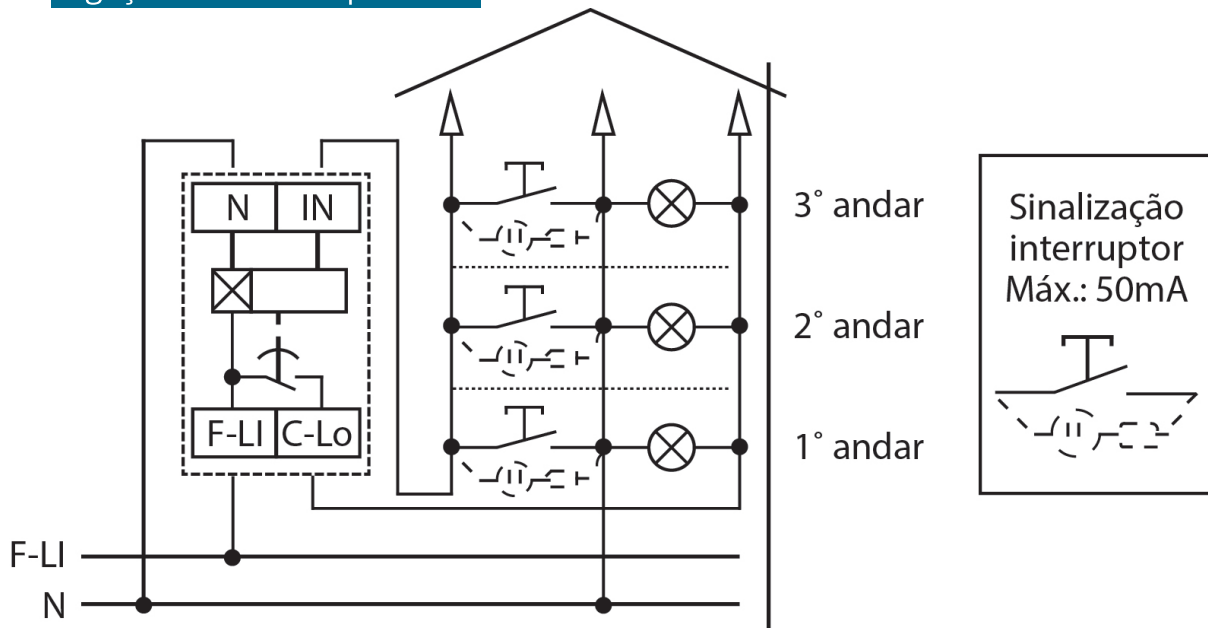 N IN
F-LI C-Lo
3° andar
2° andar
1° andar
Sinalização
interruptor
Máx.: 50mA
F-LI
N